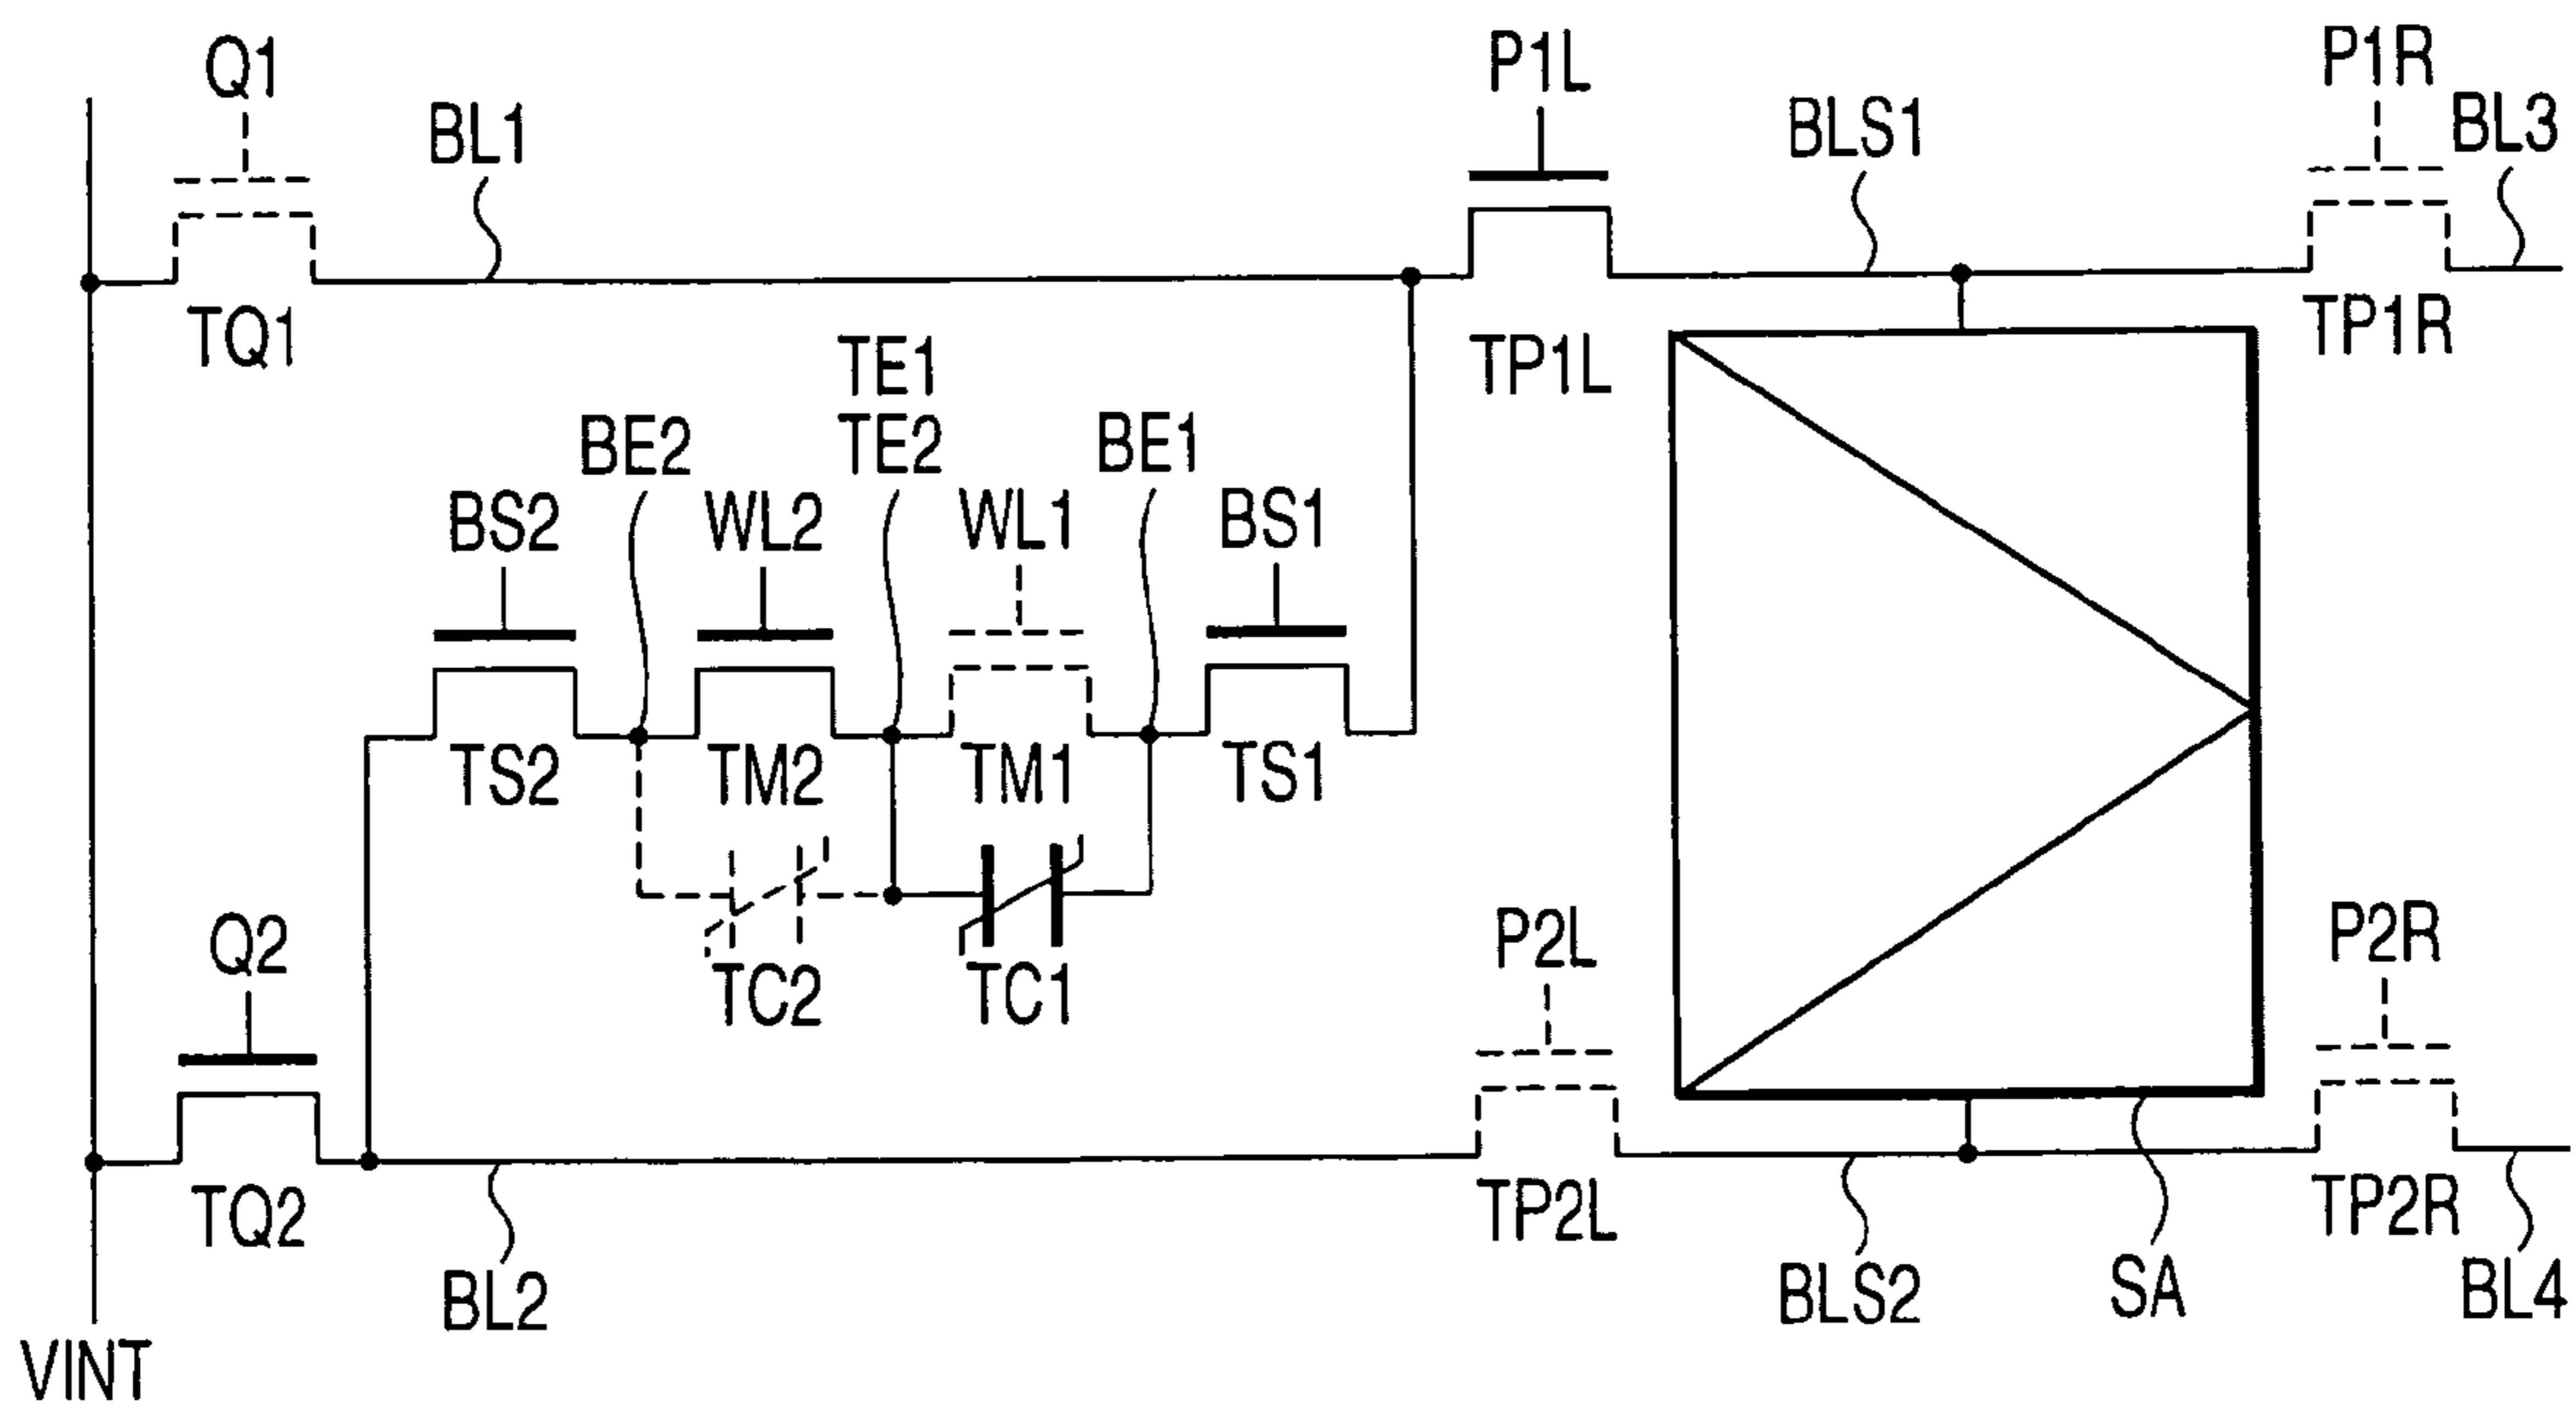 Q1
BL1
P1L
BLS1
P1R
BL3
TQ1
TP1L
TP1R
TE1
TE2
BE2
BE1
BS2
WL2
WL1
BS1
TS2
TM2
TM1
TS1
TC2
TC1
Q2
P2L
P2R
TQ2
BL2
TP2L
BLS2
SA
TP2R
BL4
VINT